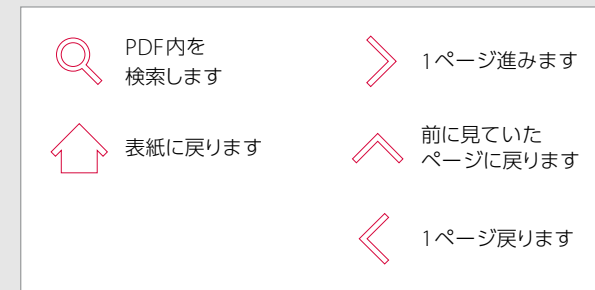 PDF内を
検索します
表紙に戻ります
1ページ進みます
前に見ていた
ページに戻ります
1ページ戻ります